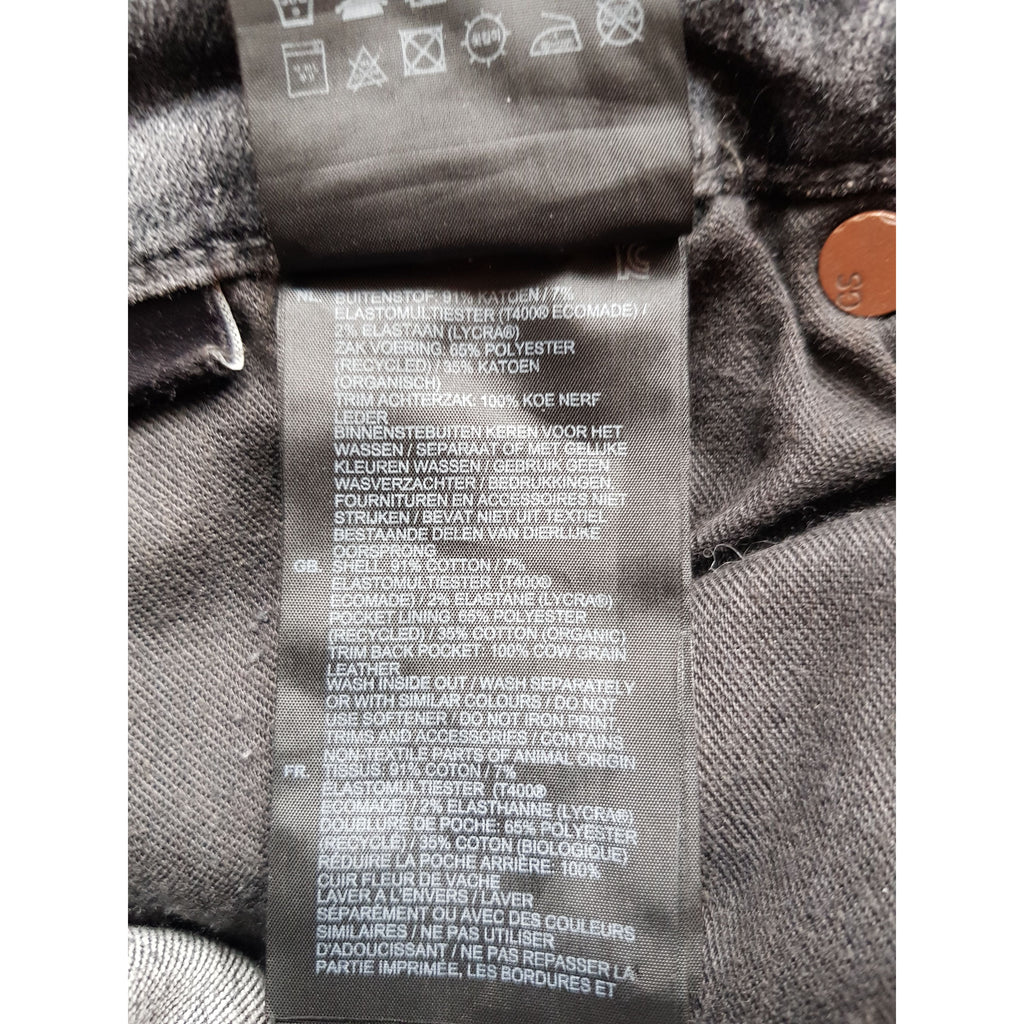 NL. BUITENSTOF: 91% KATOEN / 7%
ELASTOMULTIESTER (T400® ECOMADE) /
2% ELASTAAN (LYCRA®)
ZAK VOERING: 65% POLYESTER
(RECYCLED) / 35% KATOEN
(ORGANISCH)
TRIM ACHTERZAK: 100% KOE NERF
LEDER
BINNENSTEBUITEN KEREN VOOR HET
WASSEN / SEPARAAT OF MET GELIJKE
KLEUREN WASSEN / GEBRUIK GEEN
WASVERZACHTER / BEDRUKKINGEN,
FOURNITUREN EN ACCESSOIRES NIET
STRIJKEN / BEVAT NIET UIT TEXTIEL
BESTAANDE DELEN VAN DIERLIJKE
OORSPRONG
GB. SHELL: 91% COTTON / 7%
ELASTOMULTIESTER (T400®
ECOMADE) / 2% ELASTANE (LYCRA®)
POCKET LINING: 65% POLYESTER
(RECYCLED) / 35% COTTON (ORGANIC)
TRIM BACK POCKET: 100% COW GRAIN
LEATHER
WASH INSIDE OUT / WASH SEPARATELY
OR WITH SIMILAR COLOURS / DO NOT
USE SOFTENER / DO NOT IRON PRINT,
TRIMS AND ACCESSORIES / CONTAINS
NON TEXTILE PARTS OF ANIMAL ORIGIN
FR. TISSUS: 91% COTON / 7%
ELASTOMULTIESTER (T400®
ECOMADE) / 2% ELASTHANNE (LYCRA®)
DOUBLURE DE POCHE: 65% POLYESTER
(RECYCLE) / 35% COTON (BIOLOGIQUE)
RÉDUIRE LA POCHE ARRIÈRE: 100%
CUIR FLEUR DE VACHE
LAVER A L'ENVERS / LAVER
SÉPARÉMENT OU AVEC DES COULEURS
SIMILAIRES / NE PAS UTILISER
D'ADOUCISSANT / NE PAS REPASSER LA
PARTIE IMPRIMÉE, LES BORDURES ET